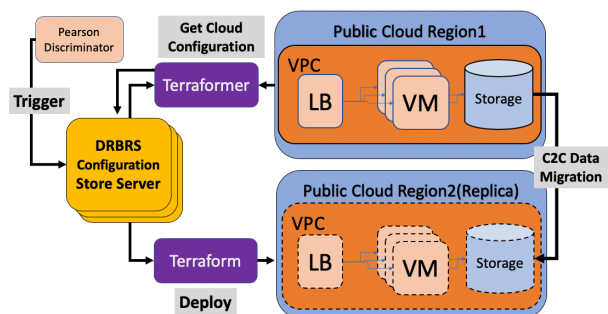 Pearson
Discriminator
Get Cloud
Configuration
Public Cloud Region1
Trigger
Terraformer
VPC
LB
VM
Storage
DRBRS
Configuration
Store Server
C2C Data
Migration
Public Cloud Region2(Replica)
VPC
LB
VM
Storage
Terraform
Deploy